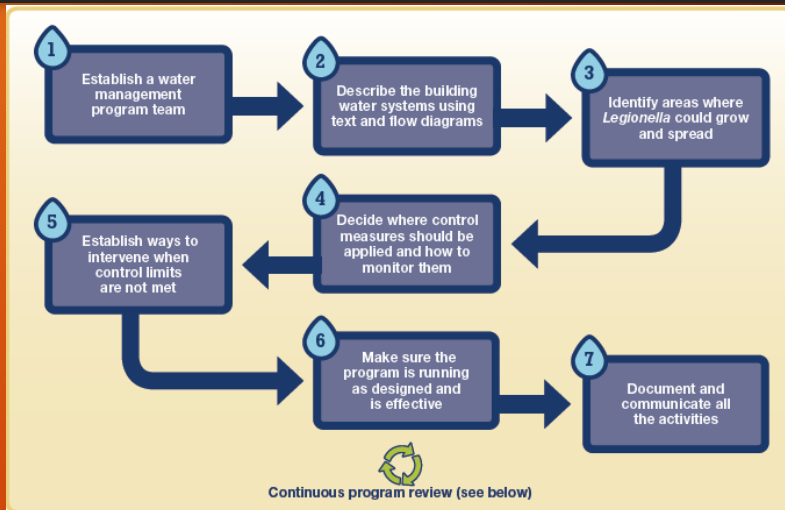 1
Establish a water
management
program team
2
Describe the building
water systems using
text and flow diagrams
3
Identify areas where
Legionella could grow
and spread
4
Decide where control
measures should be
applied and how to
monitor them
5
Establish ways to
intervene when
control limits
are not met
6
Make sure the
program is running
as designed and
is effective
7
Document and
communicate all
the activities
Continuous program review (see below)